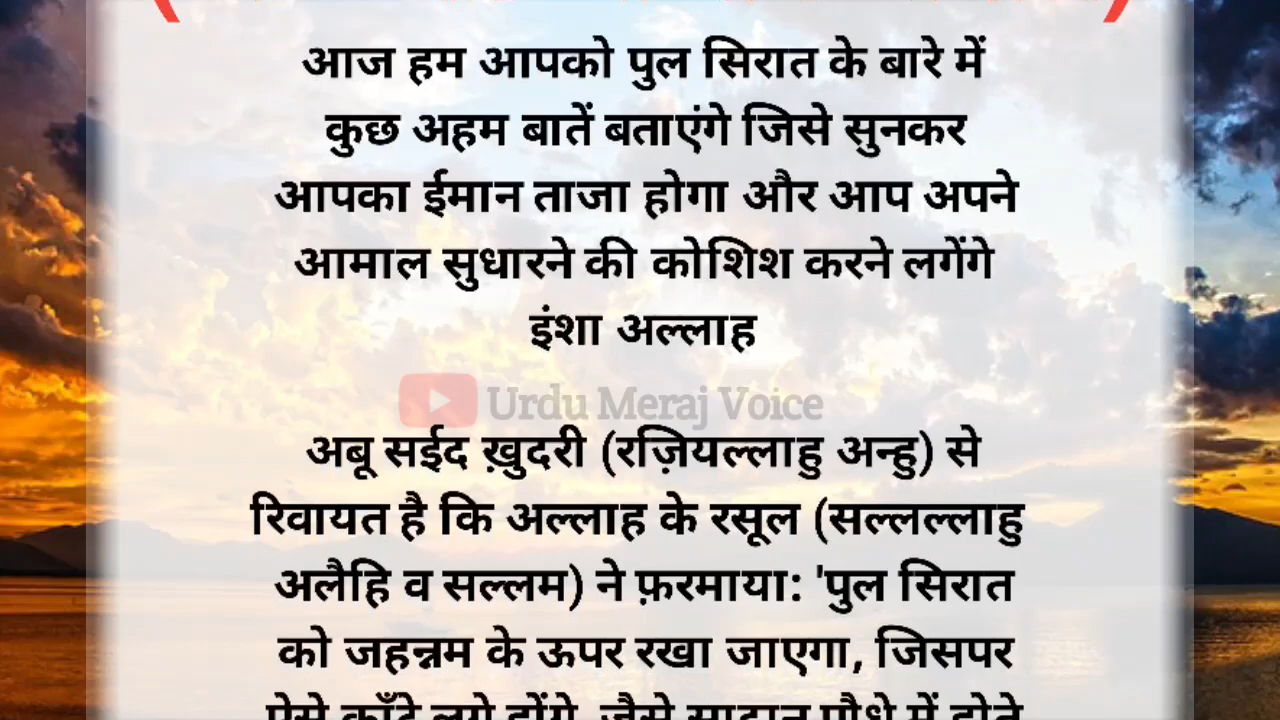 आज हम आपको पुल सिरात के बारे में
कुछ अहम बातें बताएंगे जिसे सुनकर
आपका ईमान ताजा होगा और आप अपने
आमाल सुधारने की कोशिश करने लगेंगे
इंशा अल्लाह
Urdu Meraj Voice
अबू सईद ख़ुदरी (रज़ियल्लाहु अन्हु) से
रिवायत है कि अल्लाह के रसूल (सल्लल्लाहु
अलैहि व सल्लम) ने फ़रमाया: 'पुल सिरात
को जहन्नम के ऊपर रखा जाएगा, जिसपर
ऐसे काँटे लगे होंगे, जैसे सादान पौधे में होते